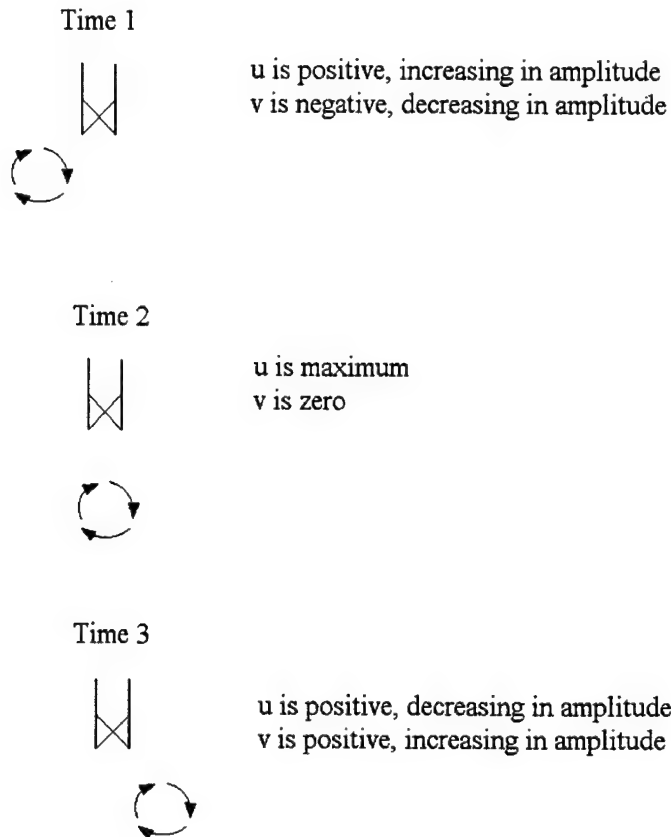 Time 1
u is positive, increasing in amplitude
v is negative, decreasing in amplitude
Time 2
u is maximum
v is zero
Time 3
u is positive, decreasing in amplitude
v is positive, increasing in amplitude